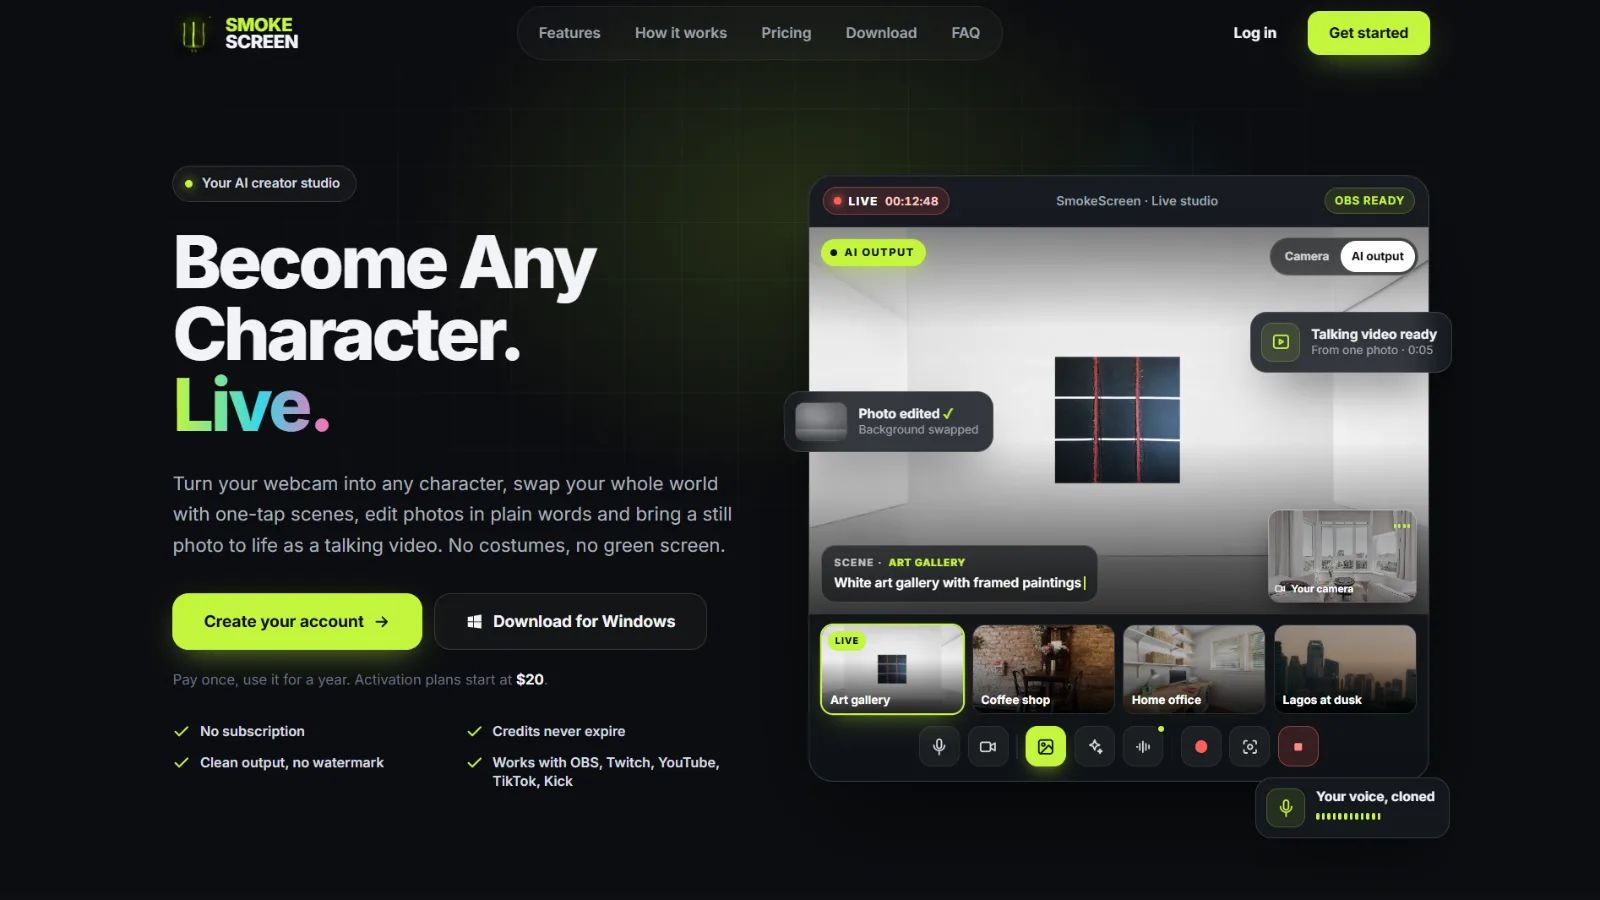 SMOKE
SCREEN
Features
How it works
Pricing
Download
FAQ
Log in
Get started
Your AI creator studio
Become Any
Character.
Live.
Turn your webcam into any character, swap your whole world
with one-tap scenes, edit photos in plain words and bring a still
photo to life as a talking video. No costumes, no green screen.
Create your account →
Download for Windows
Pay once, use it for a year. Activation plans start at $20.
No subscription
Credits never expire
Clean output, no watermark
Works with OBS, Twitch, YouTube,
TikTok, Kick
LIVE 00:12:48
SmokeScreen · Live studio
OBS READY
AI OUTPUT
Camera
AI output
Talking video ready
From one photo · 0:05
Photo edited ✓
Background swapped
SCENE · ART GALLERY
White art gallery with framed paintings
Your camera
LIVE
Art gallery
Coffee shop
Home office
Lagos at dusk
Your voice, cloned